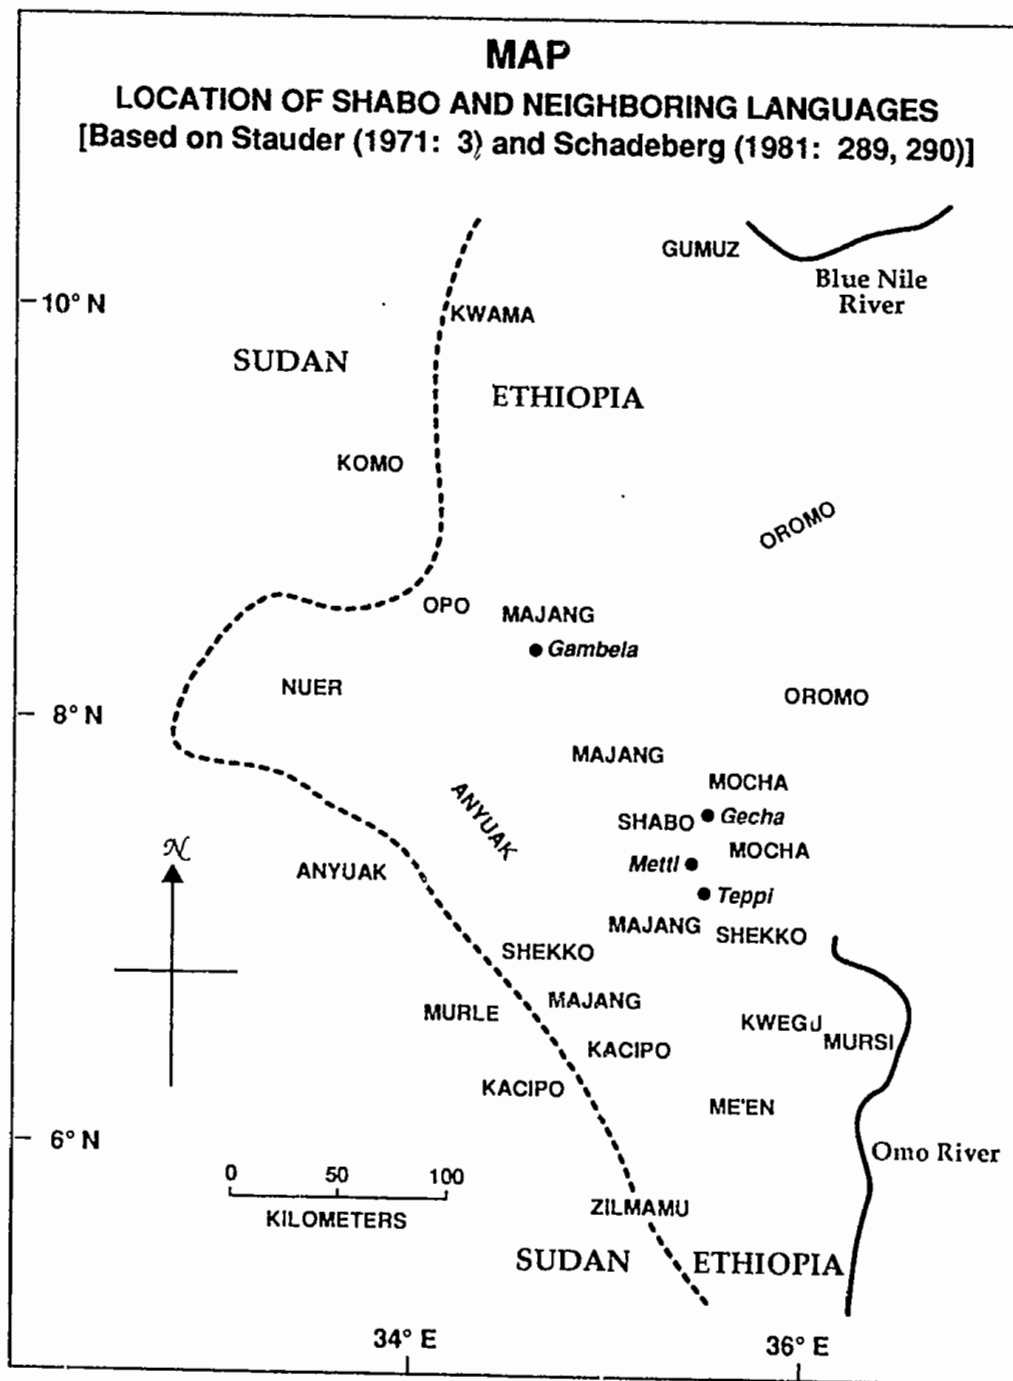 MAP
LOCATION OF SHABO AND NEIGHBORING LANGUAGES
[Based on Stauder (1971: 3) and Schadeberg (1981: 289, 290)]
GUMUZ
Blue Nile
River
10° N
KWAMA
SUDAN
ETHIOPIA
KOMO
OROMO
OPO
MAJANG
Gambela
NUER
OROMO
8° N
MAJANG
MOCHA
ANYUAK
SHABO
Gecha
MOCHA
Mettl
ANYUAK
N
Teppi
MAJANG
SHEKKO
SHEKKO
MAJANG
MURLE
KWEGU
MURSI
KACIPO
KACIPO
ME'EN
6° N
Omo River
0 50 100
KILOMETERS
ZILMAMU
SUDAN
ETHIOPIA
34° E
36° E